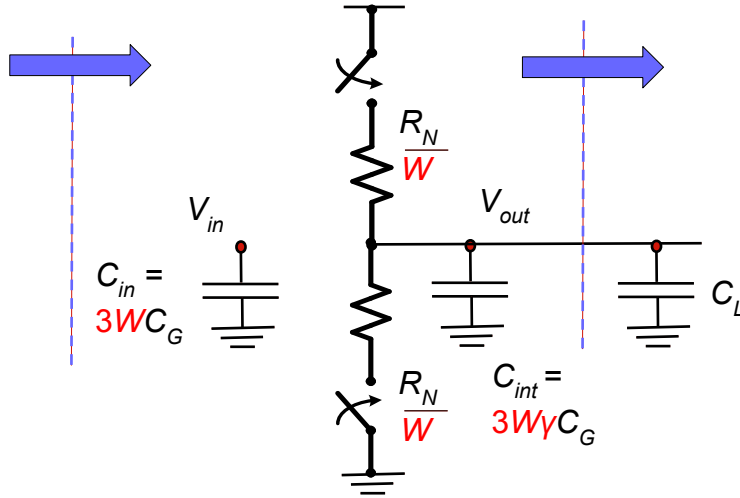 R_N
W
V_in
V_out
C_in =
3WC_G
C_L
R_N
W
C_int =
3WγC_G